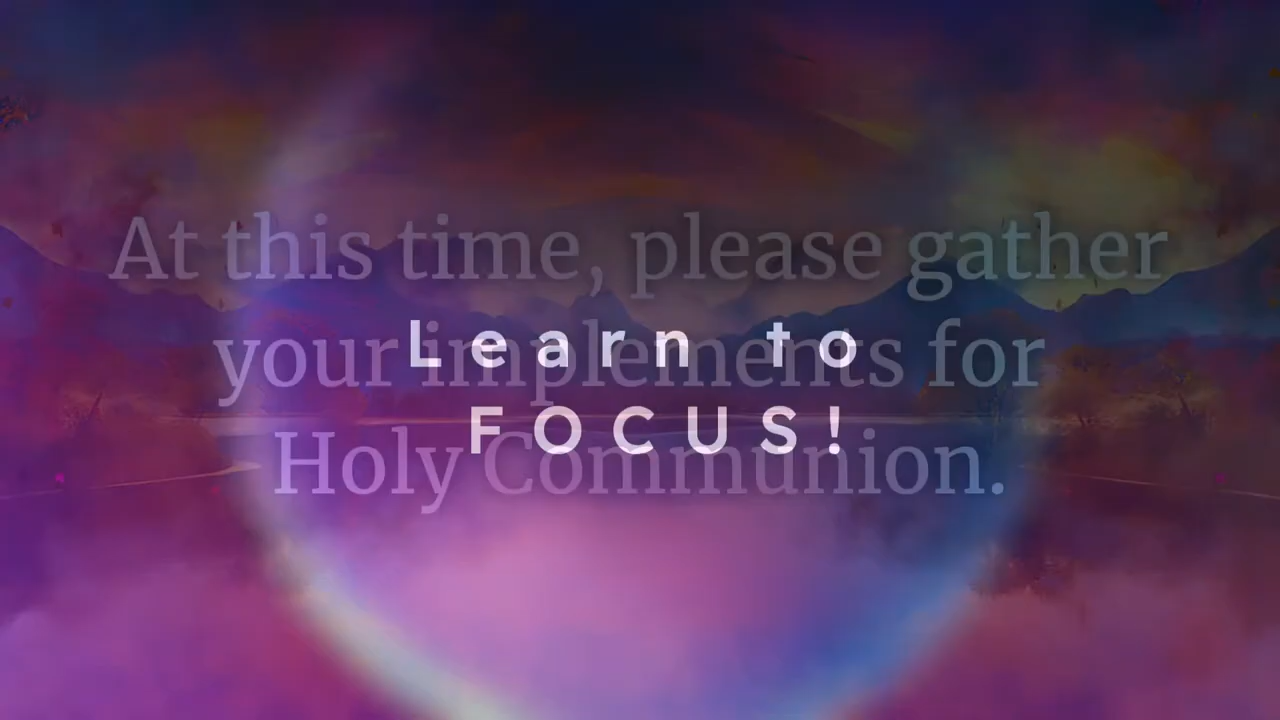 At this time, please gather
your implements for
Holy Communion.
Learn to
FOCUS!